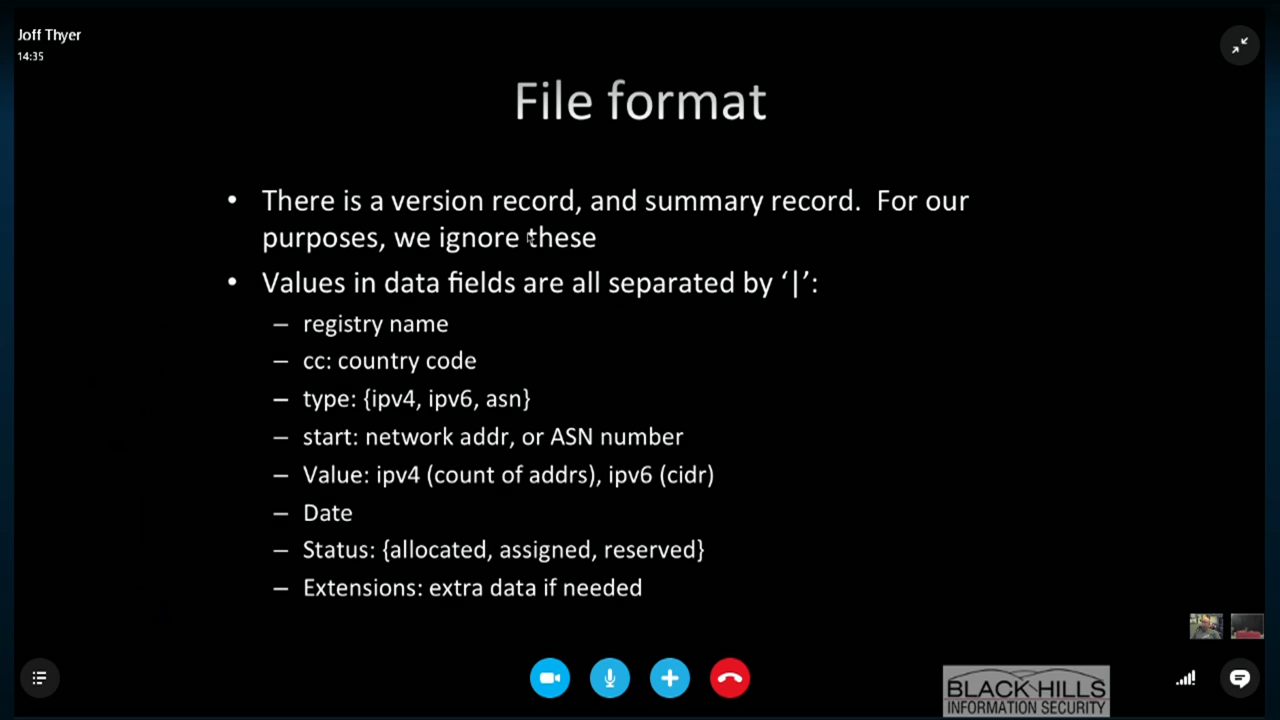 Joff Thyer
14:35
File format
• There is a version record, and summary record.  For our
purposes, we ignore these
• Values in data fields are all separated by ‘|’:
– registry name
– cc: country code
– type: {ipv4, ipv6, asn}
– start: network addr, or ASN number
– Value: ipv4 (count of addrs), ipv6 (cidr)
– Date
– Status: {allocated, assigned, reserved}
– Extensions: extra data if needed
BLACK HILLS
INFORMATION SECURITY